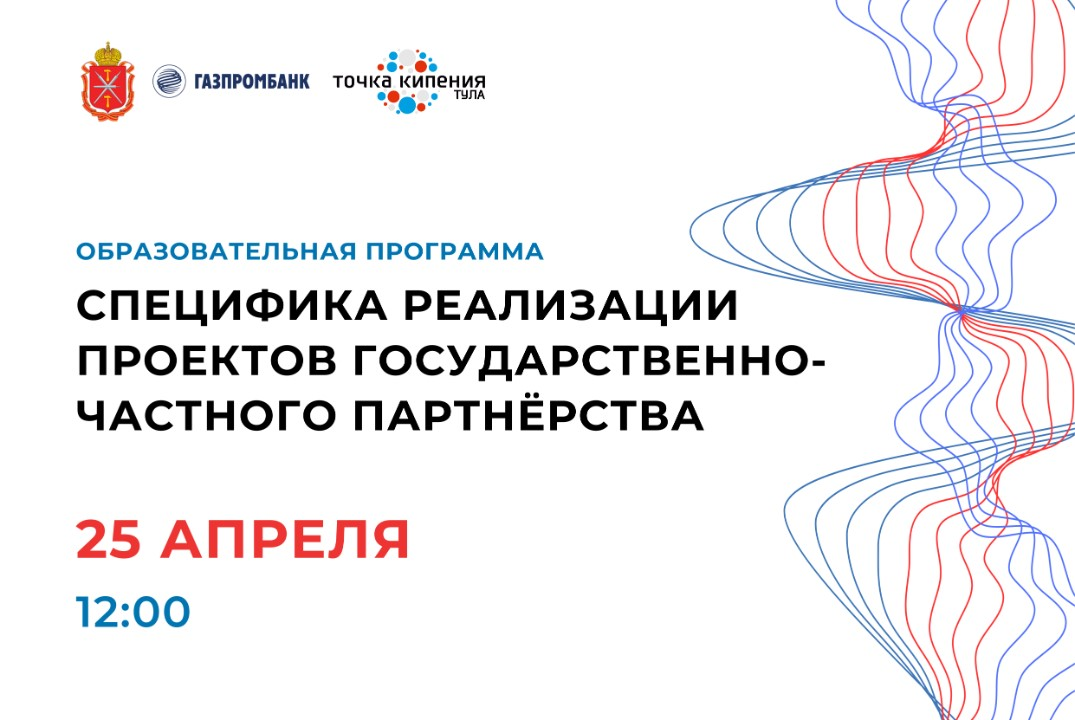 ГАЗПРОМБАНК
точка кипения
ТУЛА
ОБРАЗОВАТЕЛЬНАЯ ПРОГРАММА
СПЕЦИФИКА РЕАЛИЗАЦИИ
ПРОЕКТОВ ГОСУДАРСТВЕННО-
ЧАСТНОГО ПАРТНЁРСТВА
25 АПРЕЛЯ
12:00